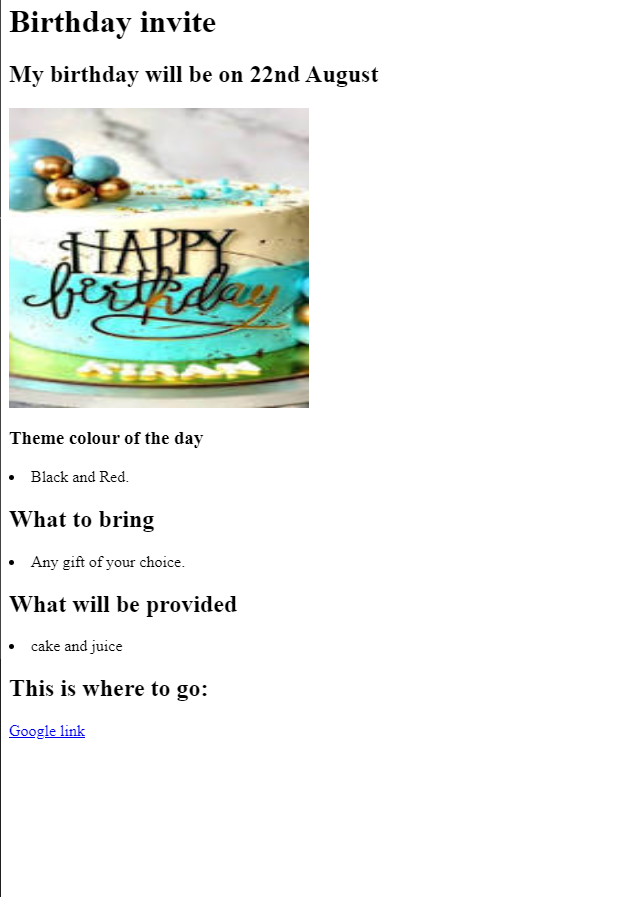 Birthday invite
My birthday will be on 22nd August
HAPPY
birthday
Theme colour of the day
Black and Red.
What to bring
Any gift of your choice.
What will be provided
cake and juice
This is where to go:
Google link